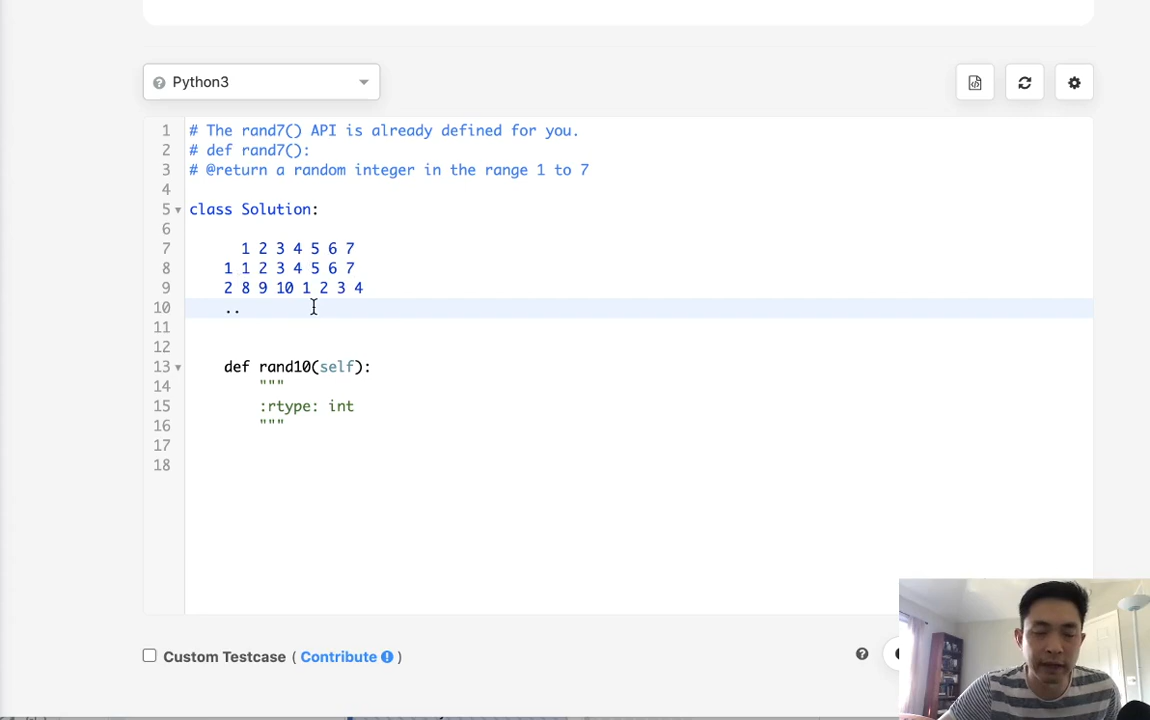 Python3
1 # The rand7() API is already defined for you.
2 # def rand7():
3 # @return a random integer in the range 1 to 7
4
5 class Solution:
6
7 1 2 3 4 5 6 7
8 1 1 2 3 4 5 6 7
9 2 8 9 10 1 2 3 4
10 ..
11
12
13 def rand10(self):
14 """
15 :rtype: int
16 """
17
18
Custom Testcase ( Contribute )